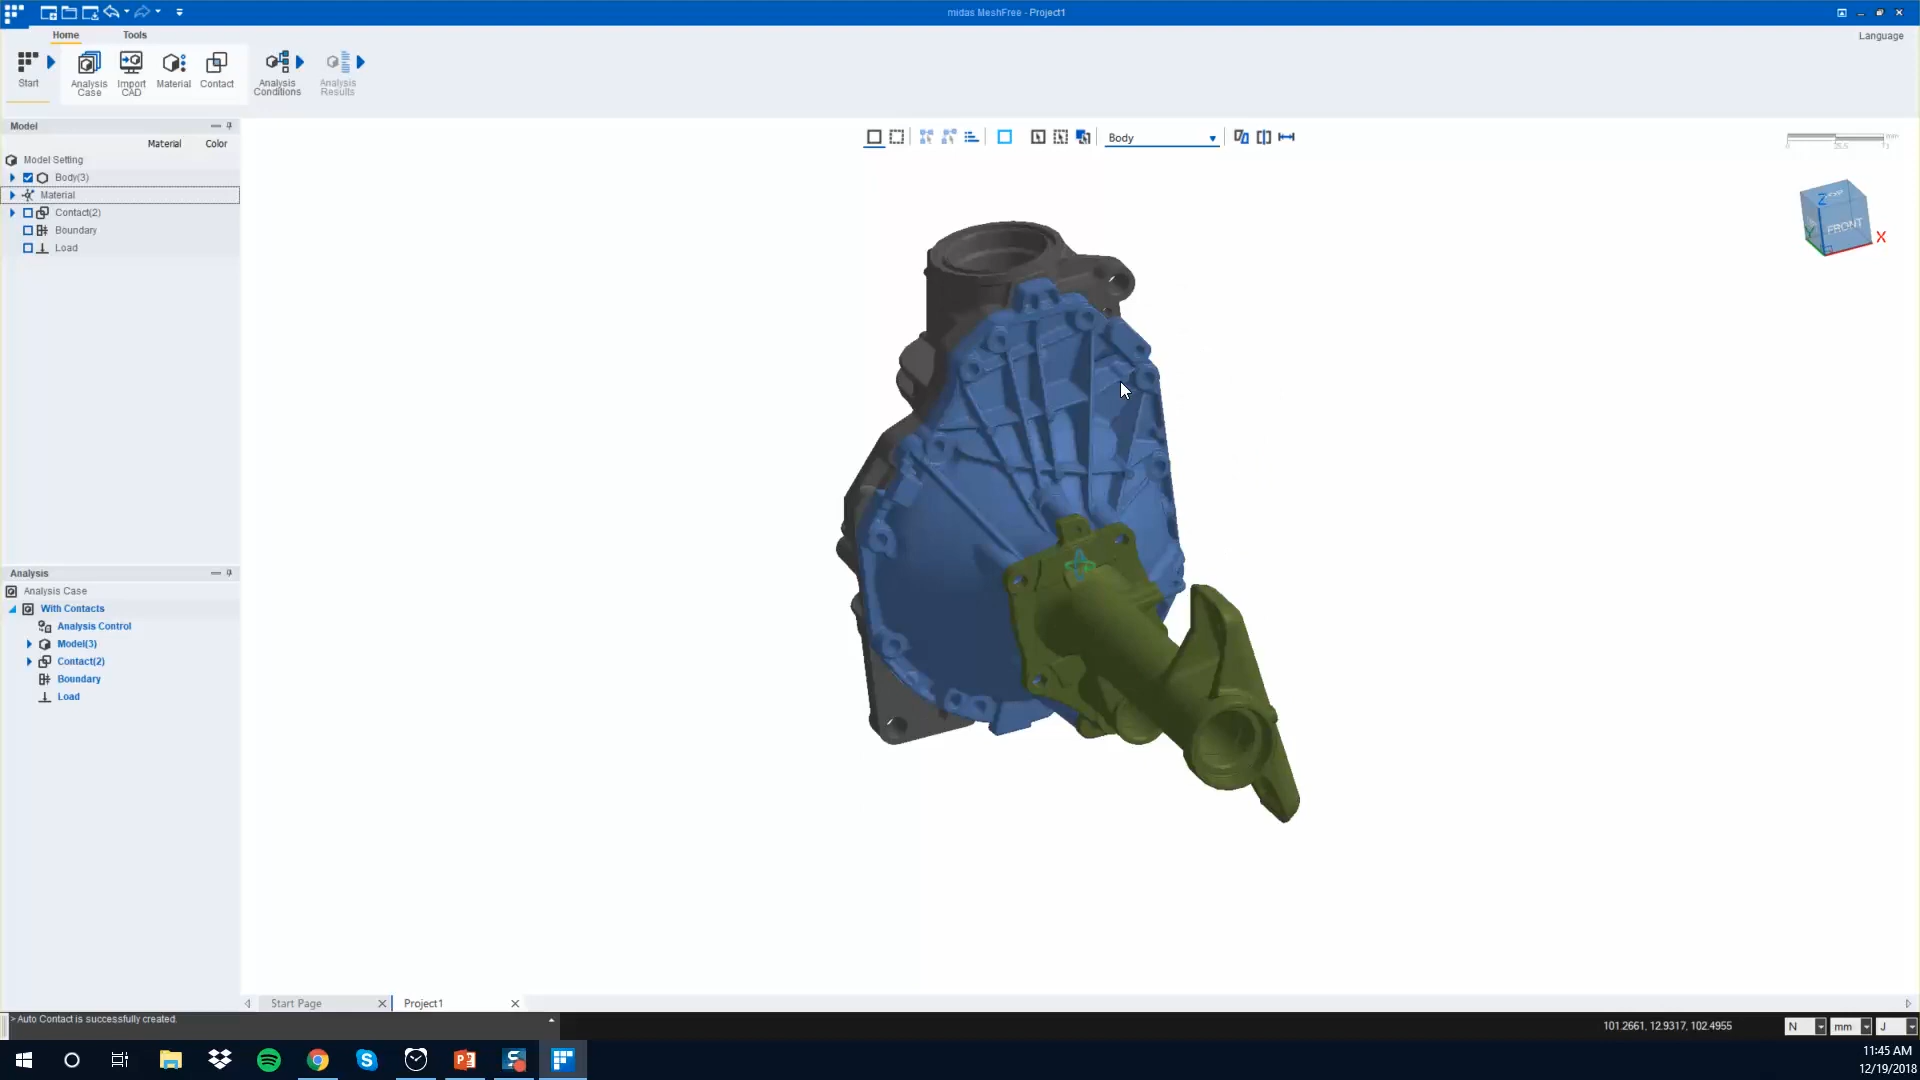 midas MeshFree - Project1
Home
Tools
Language
Start
Analysis
Case
Import
CAD
Material
Contact
Analysis
Conditions
Analysis
Results
Model
Material
Color
Model Setting
Body(3)
Material
Contact(2)
Boundary
Load
Body
mm
0
Z
FRONT
Y
X
Analysis
Analysis Case
With Contacts
Analysis Control
Model(3)
Contact(2)
Boundary
Load
Start Page
Project1
> Auto Contact is successfully created.
101.2661, 12.9317, 102.4955
N
mm
J
11:45 AM
12/19/2018